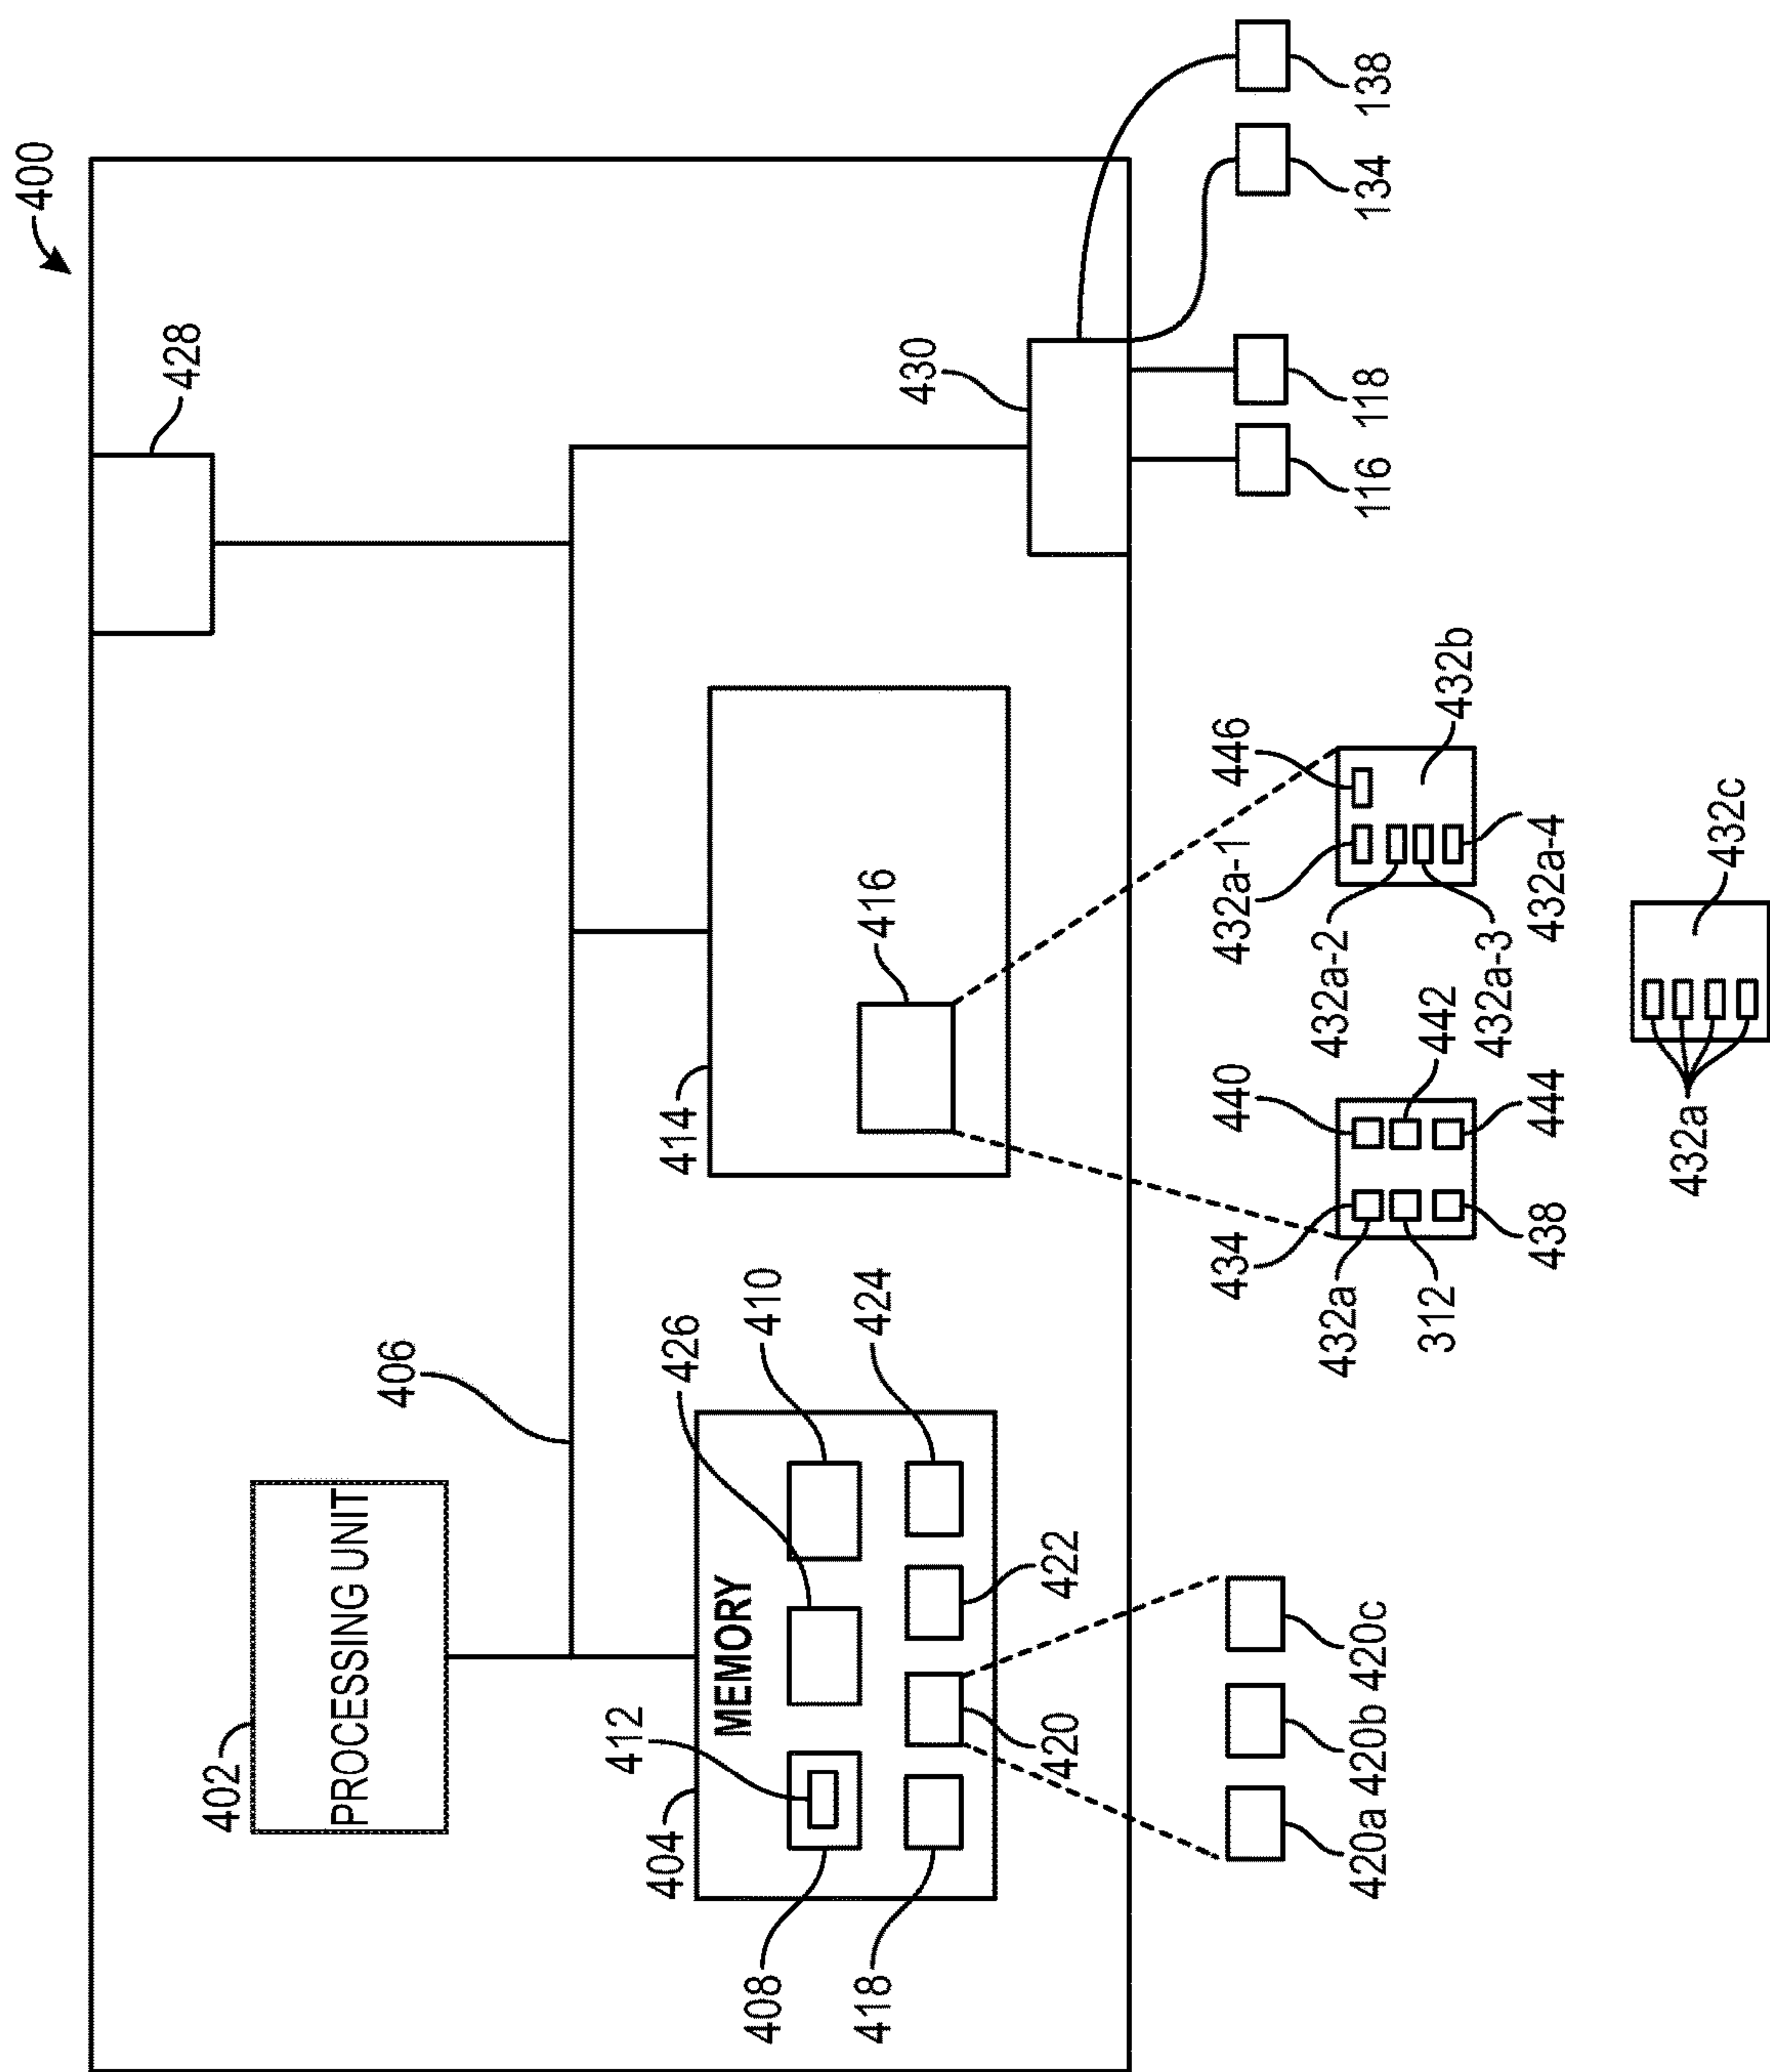 400
402
PROCESSING UNIT
428
406
404
MEMORY
412
426
410
408
418
420
422
424
414
416
430
420a
420b
420c
434
440
432a
442
312
438
444
432a-1
446
432a-2
432b
432a-3
432a-4
432a
432c
116
118
134
138